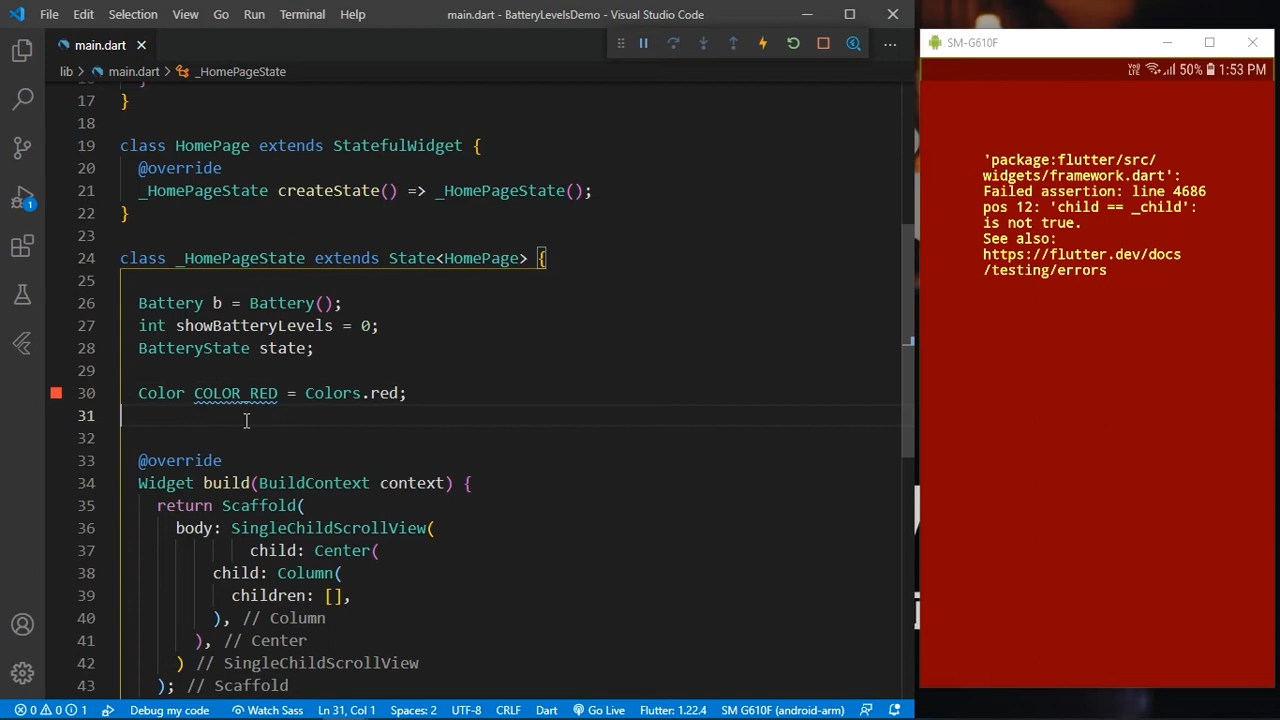 File Edit Selection View Go Run Terminal Help main.dart - BatteryLevelsDemo - Visual Studio Code
main.dart
lib > main.dart > _HomePageState
17 }
18
19 class HomePage extends StatefulWidget {
20 @override
21 _HomePageState createState() => _HomePageState();
22 }
23
24 class _HomePageState extends State<HomePage> {
25
26 Battery b = Battery();
27 int showBatteryLevels = 0;
28 BatteryState state;
29
30 Color COLOR_RED = Colors.red;
31
32
33 @override
34 Widget build(BuildContext context) {
35 return Scaffold(
36 body: SingleChildScrollView(
37 child: Center(
38 child: Column(
39 children: [],
40 ), // Column
41 ), // Center
42 ) // SingleChildScrollView
43 ); // Scaffold
1
0 0 1 Debug my code Watch Sass Ln 31, Col 1 Spaces: 2 UTF-8 CRLF Dart Go Live Flutter: 1.22.4 SM G610F (android-arm)
SM-G610F
50% 1:53 PM
'package:flutter/src/
widgets/framework.dart':
Failed assertion: line 4686
pos 12: 'child == _child':
is not true.
See also:
https://flutter.dev/docs
/testing/errors